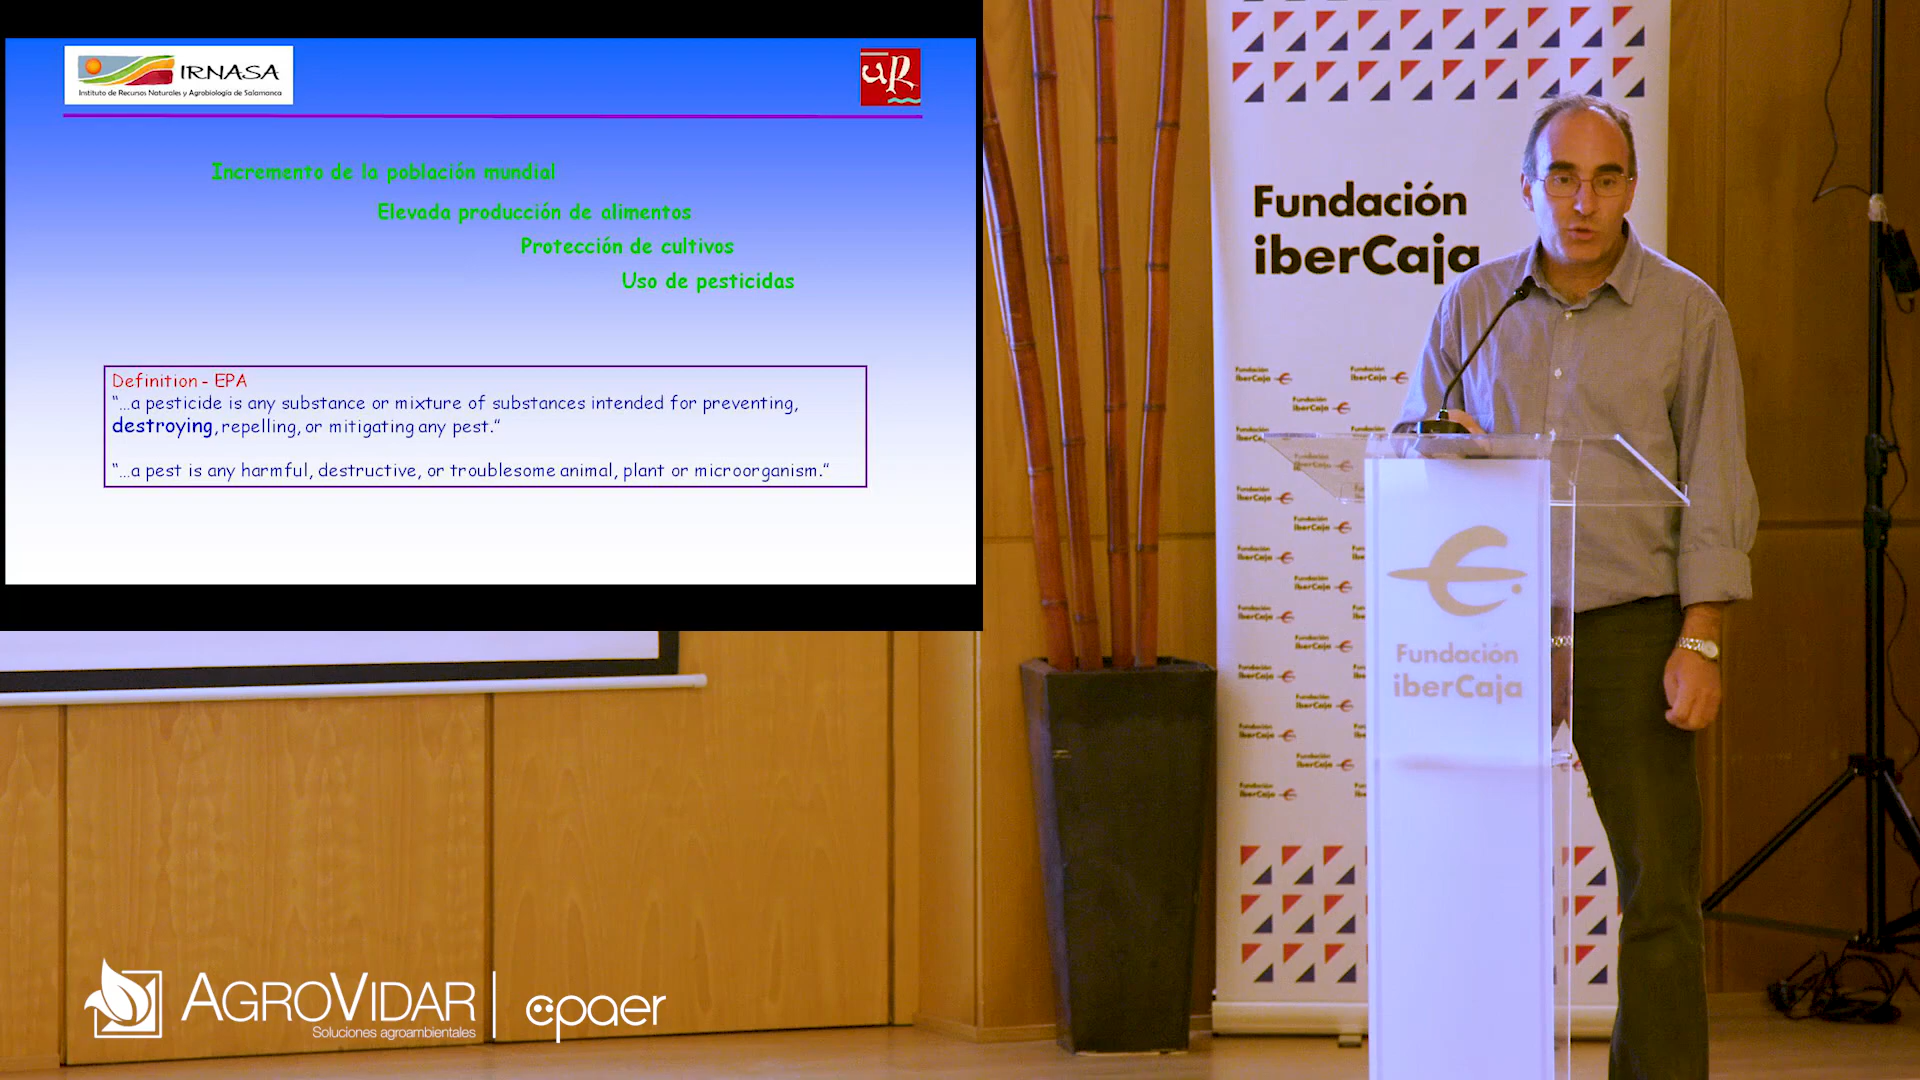 IRNASA
Instituto de Recursos Naturales y Agrobiología de Salamanca
UR
Incremento de la población mundial
Elevada producción de alimentos
Protección de cultivos
Uso de pesticidas
Definition - EPA
“…a pesticide is any substance or mixture of substances intended for preventing,
destroying, repelling, or mitigating any pest.”
“…a pest is any harmful, destructive, or troublesome animal, plant or microorganism.”
Fundación
iberCaja
Fundación
iberCaja
AGROVIDAR
Soluciones agroambientales
epaer